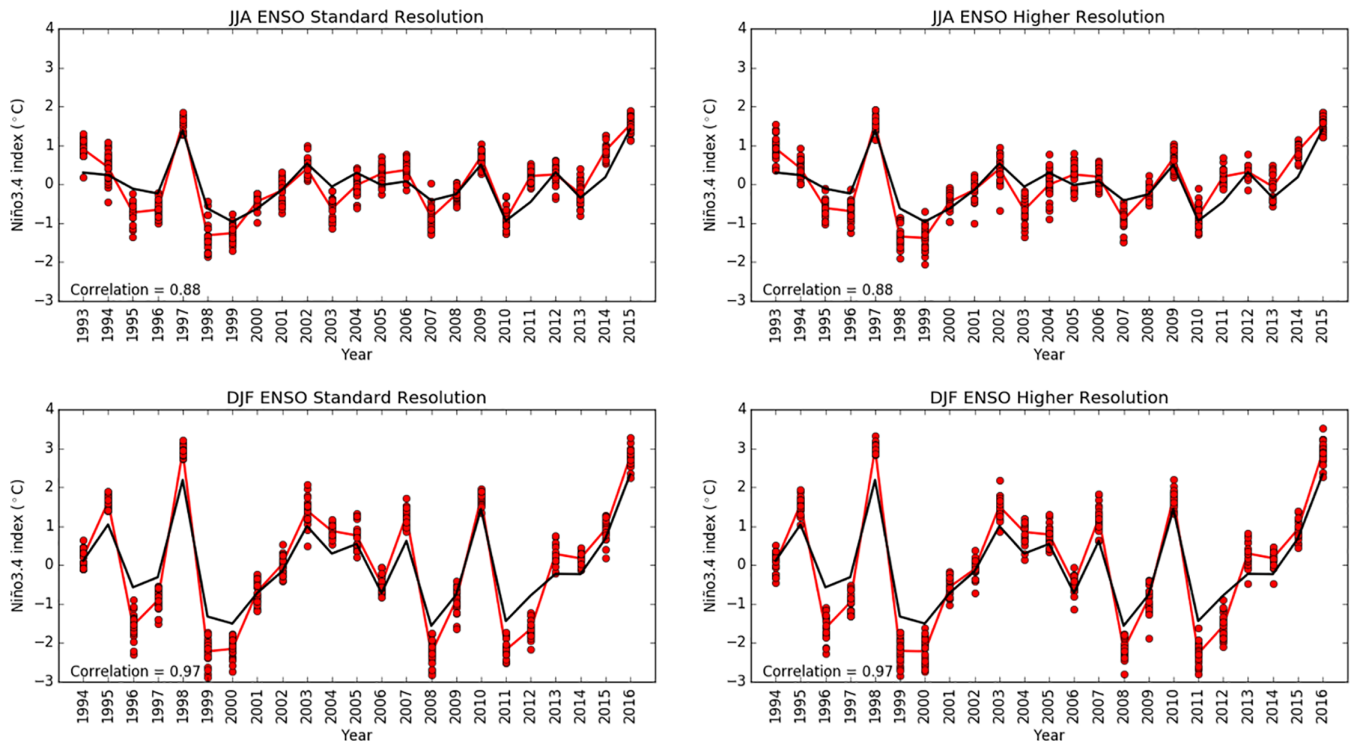 JJA ENSO Standard Resolution
4
3
2
1
0
−1
−2
−3
Niño3.4 index (°C)
Correlation = 0.88
1993 1994 1995 1996 1997 1998 1999 2000 2001 2002 2003 2004 2005 2006 2007 2008 2009 2010 2011 2012 2013 2014 2015
Year
JJA ENSO Higher Resolution
4
3
2
1
0
−1
−2
−3
Niño3.4 index (°C)
Correlation = 0.88
1993 1994 1995 1996 1997 1998 1999 2000 2001 2002 2003 2004 2005 2006 2007 2008 2009 2010 2011 2012 2013 2014 2015
Year
DJF ENSO Standard Resolution
4
3
2
1
0
−1
−2
−3
Niño3.4 index (°C)
Correlation = 0.97
1994 1995 1996 1997 1998 1999 2000 2001 2002 2003 2004 2005 2006 2007 2008 2009 2010 2011 2012 2013 2014 2015 2016
Year
DJF ENSO Higher Resolution
4
3
2
1
0
−1
−2
−3
Niño3.4 index (°C)
Correlation = 0.97
1994 1995 1996 1997 1998 1999 2000 2001 2002 2003 2004 2005 2006 2007 2008 2009 2010 2011 2012 2013 2014 2015 2016
Year